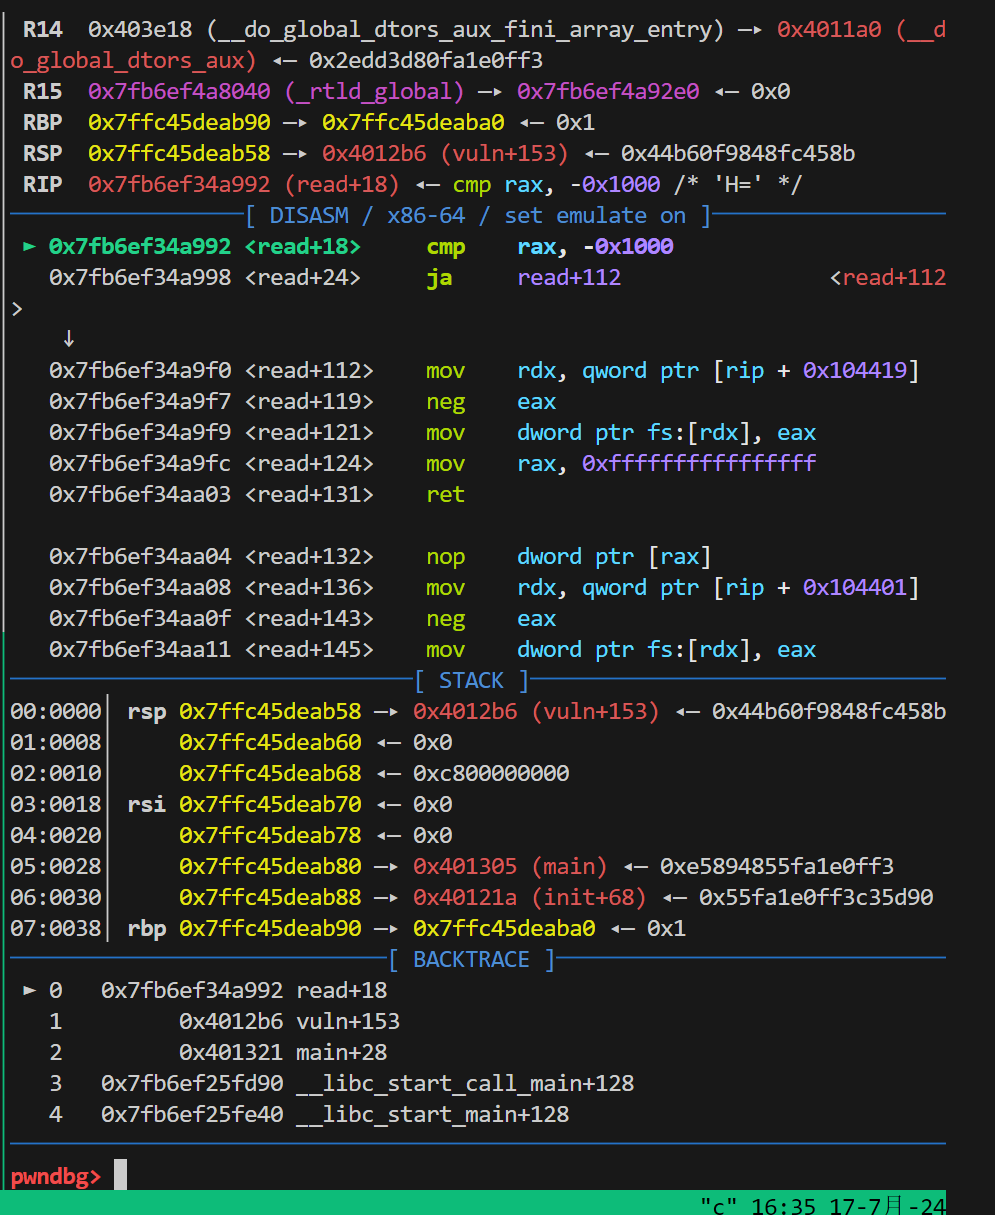 R14  0x403e18 (__do_global_dtors_aux_fini_array_entry) —▸ 0x4011a0 (__d
o_global_dtors_aux) ◂— 0x2edd3d80fa1e0ff3
R15  0x7fb6ef4a8040 (_rtld_global) —▸ 0x7fb6ef4a92e0 ◂— 0x0
RBP  0x7ffc45deab90 —▸ 0x7ffc45deaba0 ◂— 0x1
RSP  0x7ffc45deab58 —▸ 0x4012b6 (vuln+153) ◂— 0x44b60f9848fc458b
RIP  0x7fb6ef34a992 (read+18) ◂— cmp rax, -0x1000 /* 'H=' */
[ DISASM / x86-64 / set emulate on ]
► 0x7fb6ef34a992 <read+18>     cmp    rax, -0x1000
0x7fb6ef34a998 <read+24>     ja     read+112                <read+112
>
↓
0x7fb6ef34a9f0 <read+112>    mov    rdx, qword ptr [rip + 0x104419]
0x7fb6ef34a9f7 <read+119>    neg    eax
0x7fb6ef34a9f9 <read+121>    mov    dword ptr fs:[rdx], eax
0x7fb6ef34a9fc <read+124>    mov    rax, 0xffffffffffffffff
0x7fb6ef34aa03 <read+131>    ret
0x7fb6ef34aa04 <read+132>    nop    dword ptr [rax]
0x7fb6ef34aa08 <read+136>    mov    rdx, qword ptr [rip + 0x104401]
0x7fb6ef34aa0f <read+143>    neg    eax
0x7fb6ef34aa11 <read+145>    mov    dword ptr fs:[rdx], eax
[ STACK ]
00:0000│ rsp 0x7ffc45deab58 —▸ 0x4012b6 (vuln+153) ◂— 0x44b60f9848fc458b
01:0008│     0x7ffc45deab60 ◂— 0x0
02:0010│     0x7ffc45deab68 ◂— 0xc800000000
03:0018│ rsi 0x7ffc45deab70 ◂— 0x0
04:0020│     0x7ffc45deab78 ◂— 0x0
05:0028│     0x7ffc45deab80 —▸ 0x401305 (main) ◂— 0xe5894855fa1e0ff3
06:0030│     0x7ffc45deab88 —▸ 0x40121a (init+68) ◂— 0x55fa1e0ff3c35d90
07:0038│ rbp 0x7ffc45deab90 —▸ 0x7ffc45deaba0 ◂— 0x1
[ BACKTRACE ]
► 0   0x7fb6ef34a992 read+18
1         0x4012b6 vuln+153
2         0x401321 main+28
3   0x7fb6ef25fd90 __libc_start_call_main+128
4   0x7fb6ef25fe40 __libc_start_main+128
pwndbg>
"c" 16:35 17-7月-24